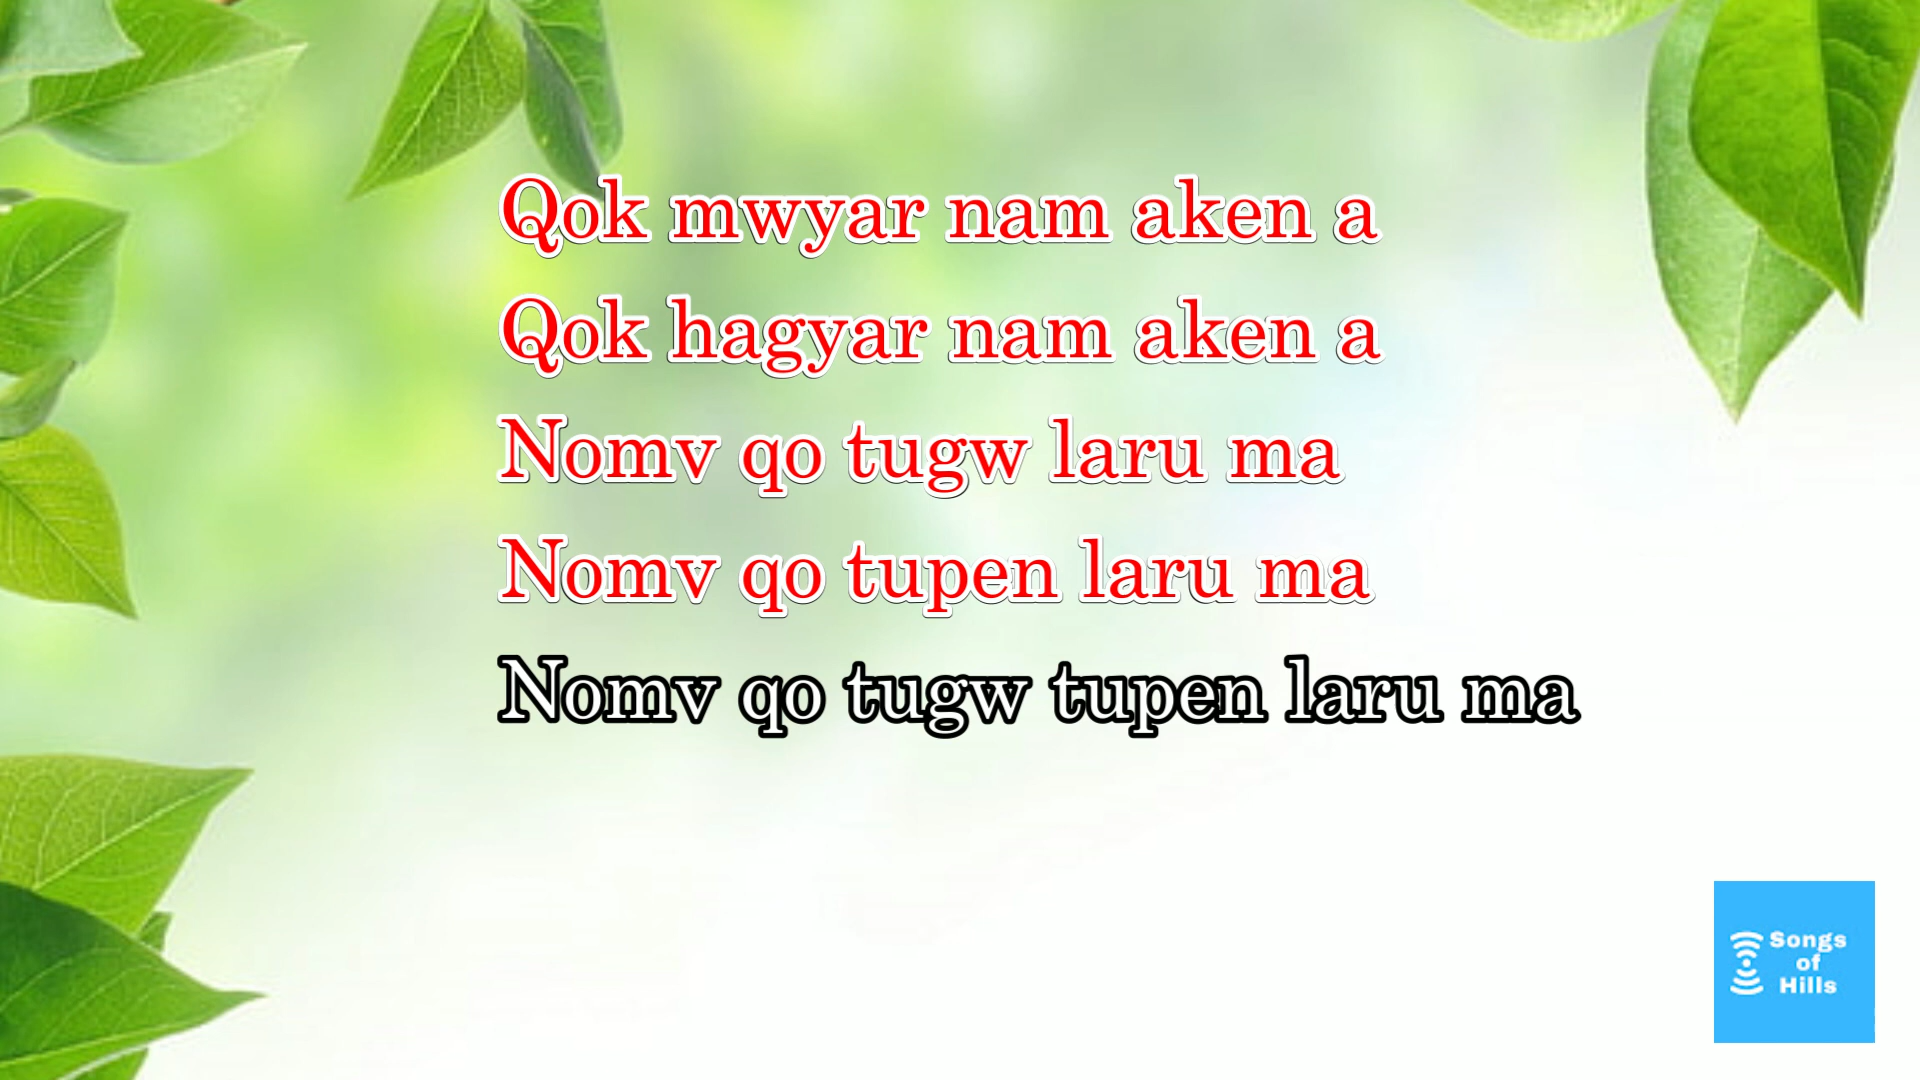 Qok mwyar nam aken a
Qok hagyar nam aken a
Nomv qo tugw laru ma
Nomv qo tupen laru ma
Nomv qo tugw tupen laru ma
Songs
of
Hills